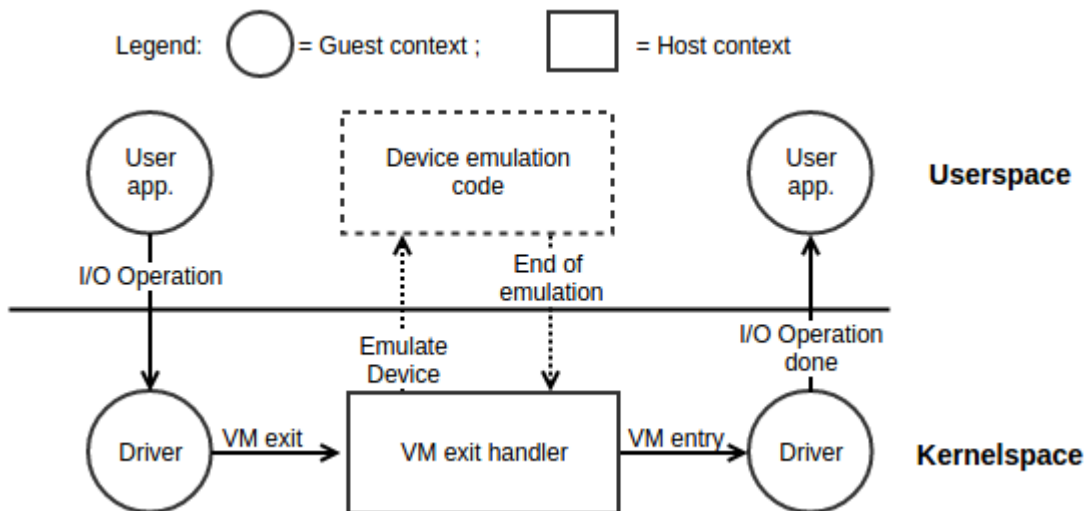 Legend: = Guest context ; = Host context
User
app.
Device emulation
code
User
app.
Userspace
I/O Operation
End of
emulation
Emulate
Device
I/O Operation
done
Driver
VM exit
VM exit handler
VM entry
Driver
Kernelspace